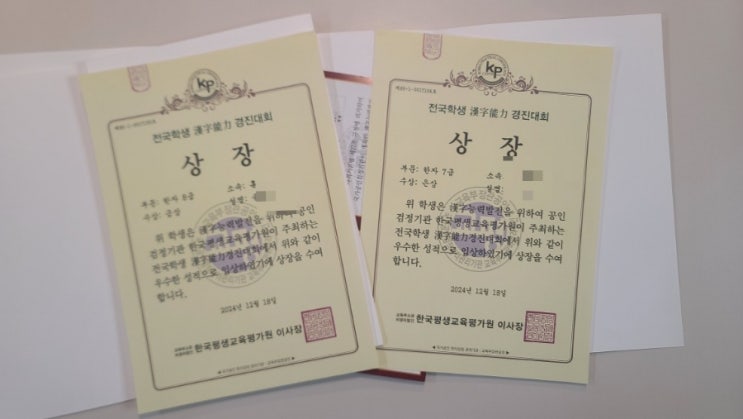 kp
전국학생 漢字能力 경진대회
상 장
부문: 한자 8급
소속: 홍
수상: 금상
성명:
위 학생은 漢字능력발전을 위하여 공인
검정기관 한국평생교육평가원이 주최하는
전국학생 漢字能力경진대회에서 위와 같이
우수한 성적으로 입상하였기에 상장을 수여
합니다.
2024년 12월 18일
한국평생교육평가원 이사장
kp
전국학생 漢字能力 경진대회
상 장
부문: 한자 7급
소속:
수상: 은상
성명:
위 학생은 漢字능력발전을 위하여 공인
검정기관 한국평생교육평가원이 주최하는
전국학생 漢字能力경진대회에서 위와 같이
우수한 성적으로 입상하였기에 상장을 수여
합니다.
2024년 12월 18일
한국평생교육평가원 이사장